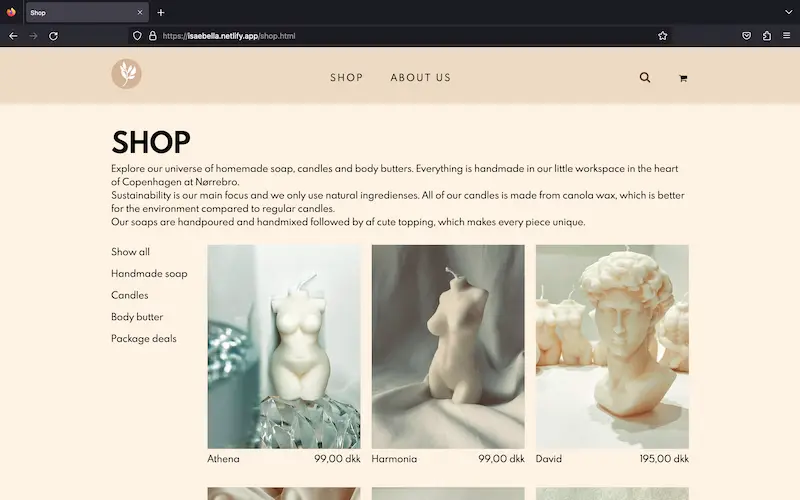 Shop
https://isaebella.netlify.app/shop.html
SHOP
ABOUT US
SHOP
Explore our universe of homemade soap, candles and body butters. Everything is handmade in our little workspace in the heart
of Copenhagen at Nørrebro.
Sustainability is our main focus and we only use natural ingredienses. All of our candles is made from canola wax, which is better
for the environment compared to regular candles.
Our soaps are handpoured and handmixed followed by af cute topping, which makes every piece unique.
Show all
Handmade soap
Candles
Body butter
Package deals
Athena 99,00 dkk
Harmonia 99,00 dkk
David 195,00 dkk